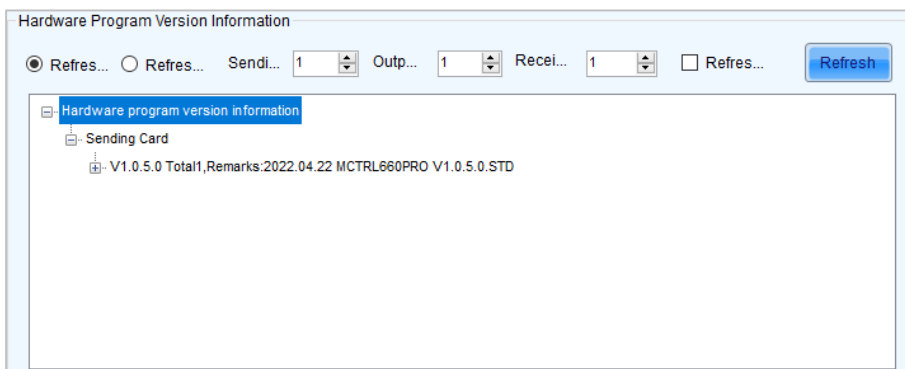 Hardware Program Version Information
Refres... Refres... Sendi... 1 Outp... 1 Recei... 1 Refres... Refresh
Hardware program version information
Sending Card
V1.0.5.0 Total1,Remarks:2022.04.22 MCTRL660PRO V1.0.5.0.STD